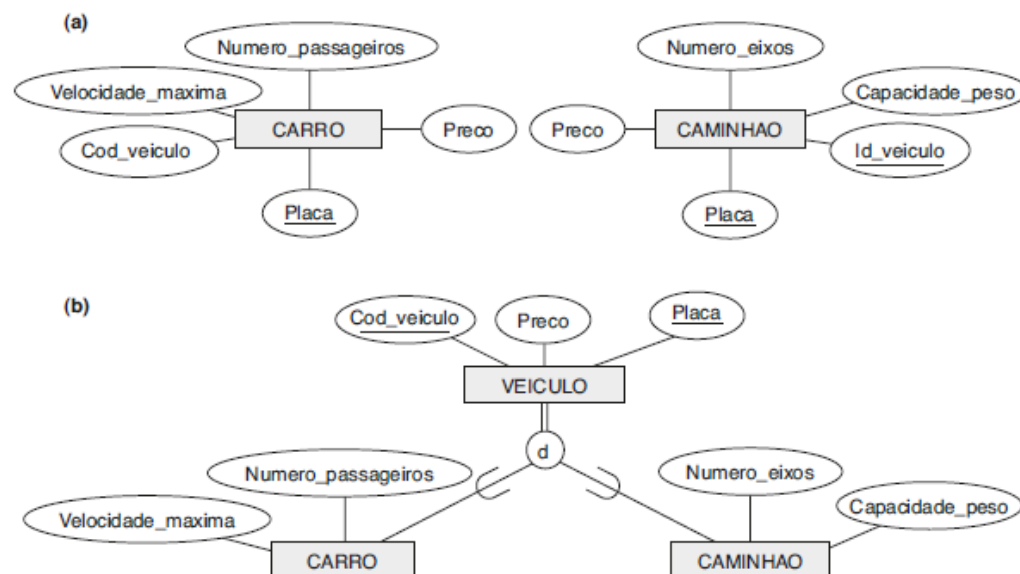 (a)
Numero_passageiros
Numero_eixos
Velocidade_maxima
Capacidade_peso
CARRO
Preco
Preco
CAMINHAO
Cod_veiculo
Id_veiculo
Placa
Placa
(b)
Cod_veiculo
Preco
Placa
VEICULO
d
Numero_passageiros
Numero_eixos
Velocidade_maxima
Capacidade_peso
CARRO
CAMINHAO